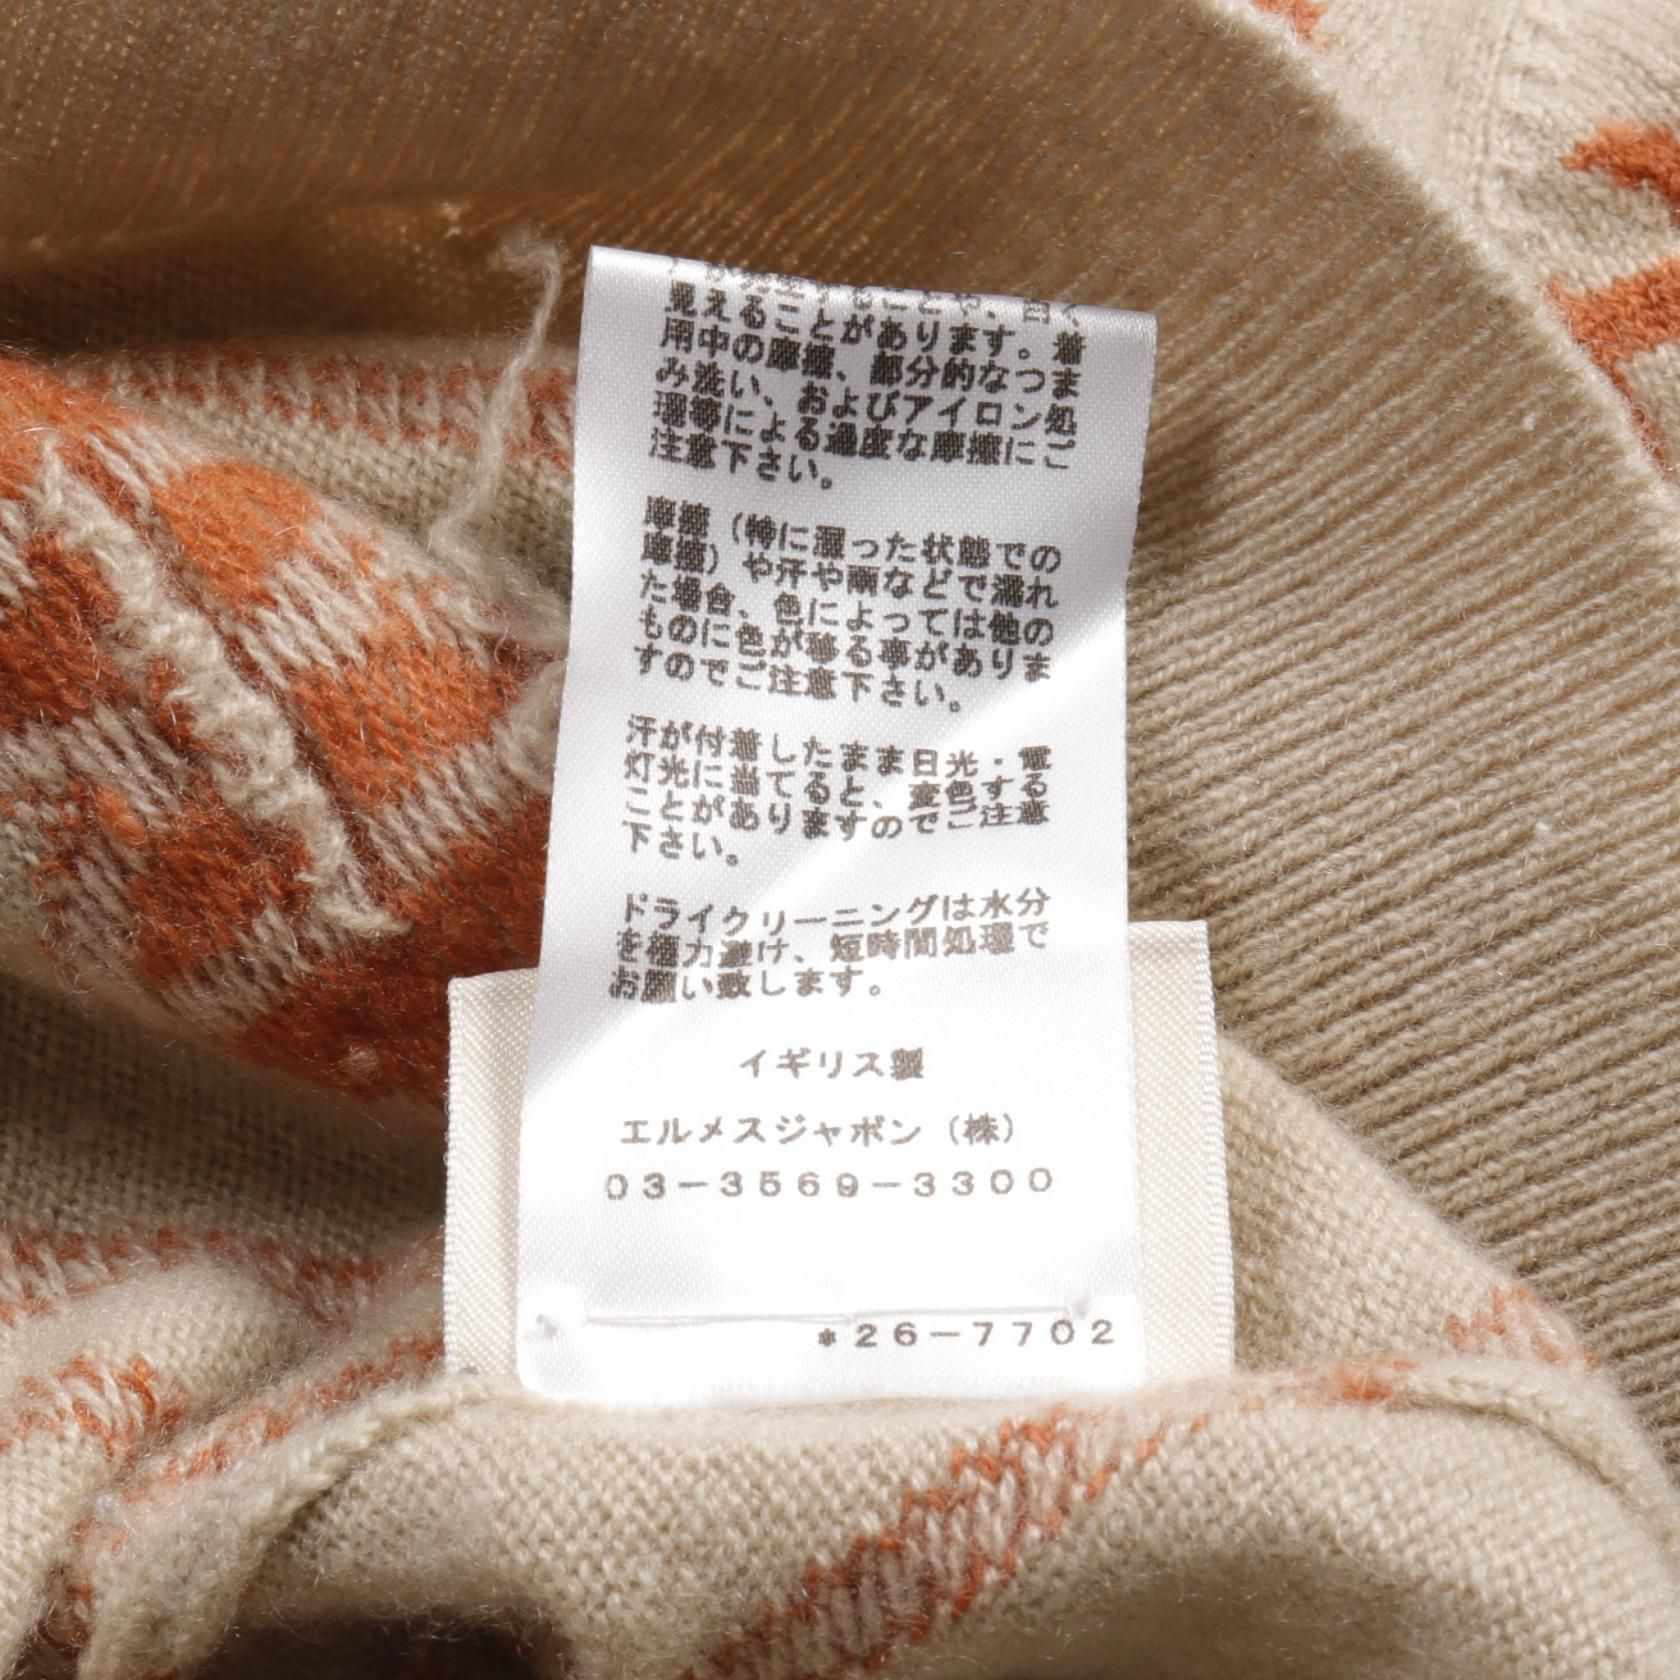 見えることがあります。着
用中の摩擦、部分的なつま
み洗い、およびアイロン処
理等による過度な摩擦にご
注意下さい。
摩擦（特に湿った状態での
摩擦）や汗や雨などで濡れ
た場合、色によっては他の
ものに色が移る事がありま
すのでご注意下さい。
汗が付着したまま日光・電
灯光に当てると、変色する
ことがありますのでご注意
下さい。
ドライクリーニングは水分
を極力避け、短時間処理で
お願い致します。
イギリス製
エルメスジャポン（株）
03-3569-3300
*26-7702